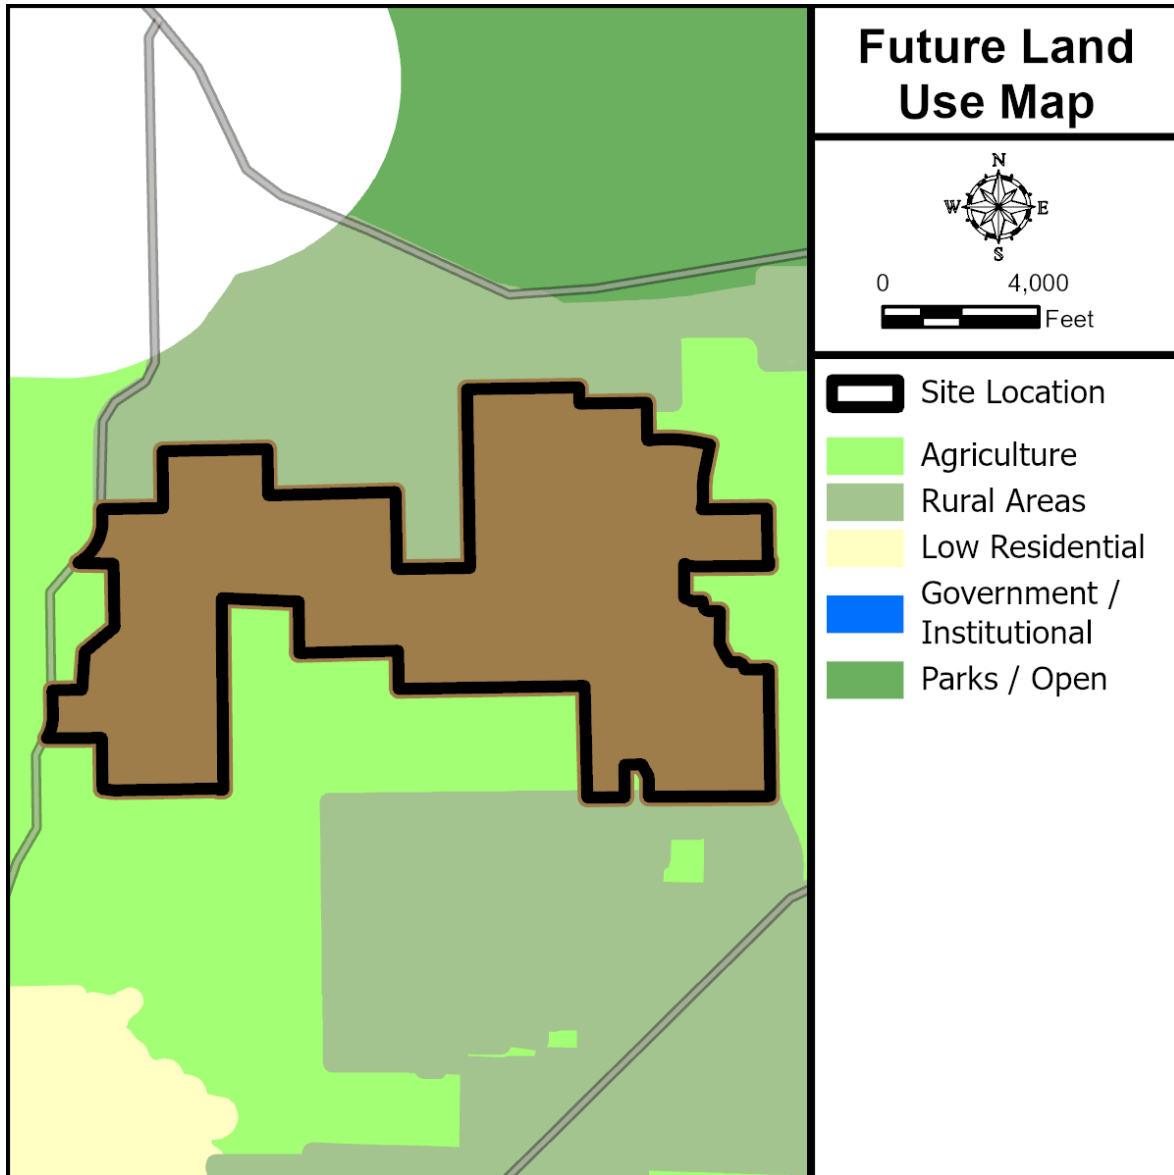 Future Land
Use Map
N
W E
S
0 4,000
Feet
Site Location
Agriculture
Rural Areas
Low Residential
Government /
Institutional
Parks / Open